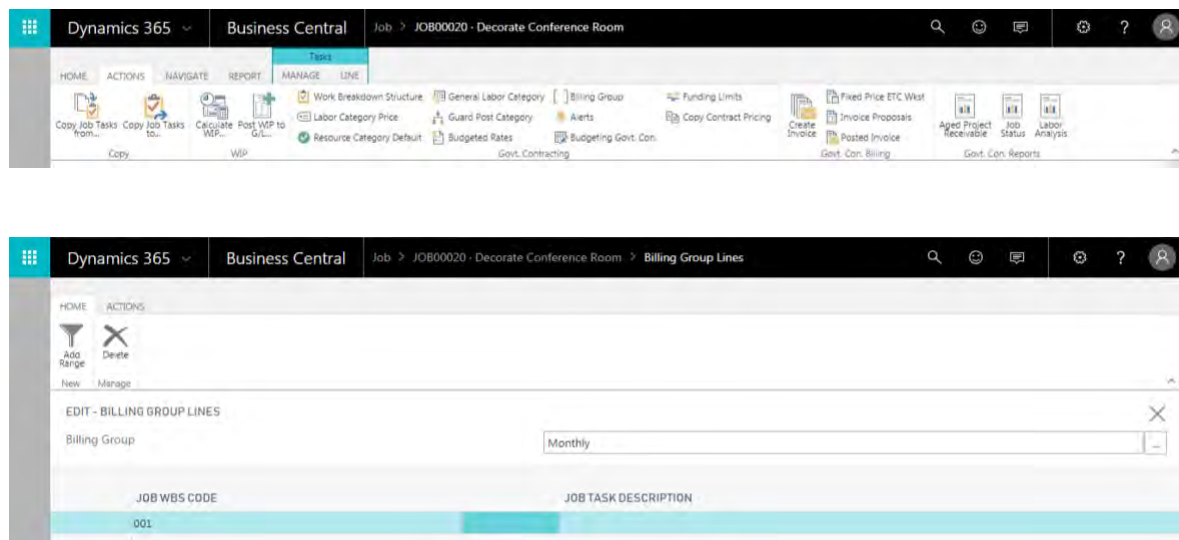 Dynamics 365 Business Central Job > JOB00020 · Decorate Conference Room ?
Tasks
HOME ACTIONS NAVIGATE REPORT MANAGE LINE
Work Breakdown Structure General Labor Category [ ] Billing Group Funding Limits Fixed Price ETC Wkst
Copy Job Tasks from... Copy Job Tasks to... Calculate WIP... Post WIP to G/L... Labor Category Price Guard Post Category Alerts Copy Contract Pricing Create Invoice Invoice Proposals Aged Project Receivable Job Status Labor Analysis
Resource Category Default Budgeted Rates Budgeting Govt. Con. Posted Invoice
Copy WIP Govt. Contracting Govt. Con. Billing Govt. Con. Reports
Dynamics 365 Business Central Job > JOB00020 · Decorate Conference Room > Billing Group Lines ?
HOME ACTIONS
Add Range Delete
New Manage
EDIT - BILLING GROUP LINES
Billing Group Monthly ...
JOB WBS CODE JOB TASK DESCRIPTION
001